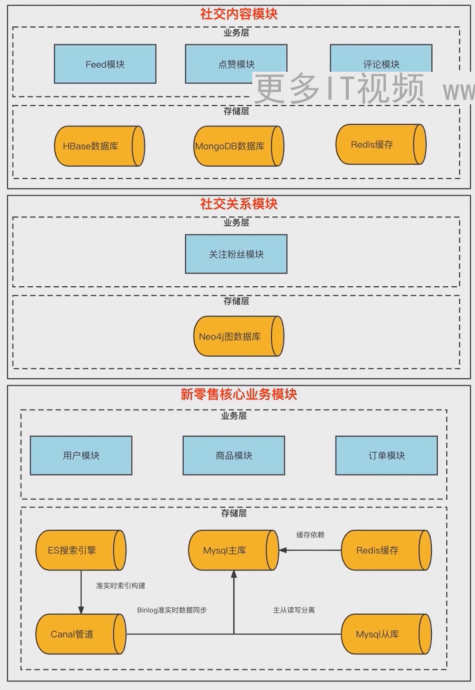 社交内容模块
业务层
Feed模块
点赞模块
评论模块
更多IT视频 ww
存储层
HBase数据库
MongoDB数据库
Redis缓存
社交关系模块
业务层
关注粉丝模块
存储层
Neo4j图数据库
新零售核心业务模块
业务层
用户模块
商品模块
订单模块
存储层
ES搜索引擎
Mysql主库
缓存依赖
Redis缓存
准实时索引构建
Binlog准实时数据同步
主从读写分离
Canal管道
Mysql从库